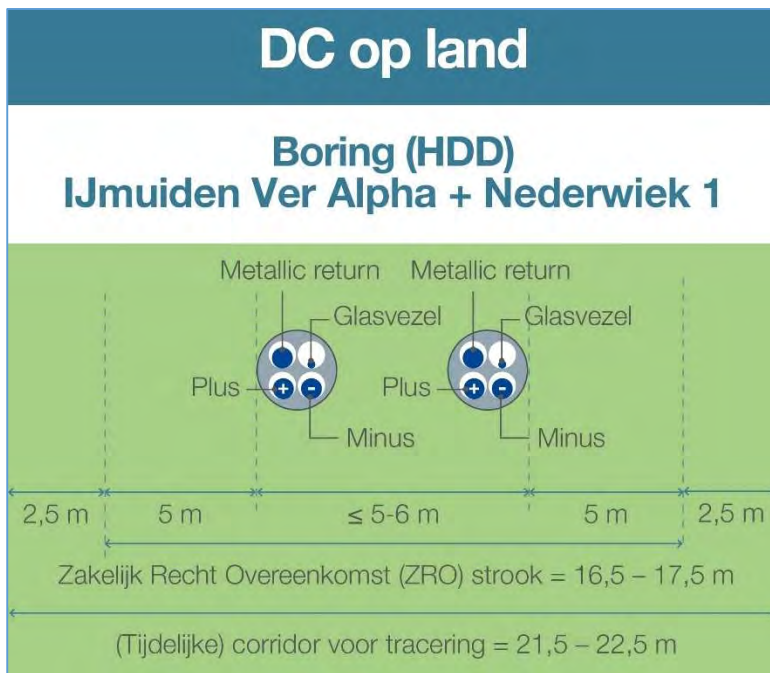 DC op land
Boring (HDD)
IJmuiden Ver Alpha + Nederwiek 1
Metallic return Metallic return
Glasvezel Glasvezel
Plus + - Plus + -
Minus Minus
2,5 m 5 m ≤ 5-6 m 5 m 2,5 m
Zakelijk Recht Overeenkomst (ZRO) strook = 16,5 – 17,5 m
(Tijdelijke) corridor voor tracering = 21,5 – 22,5 m